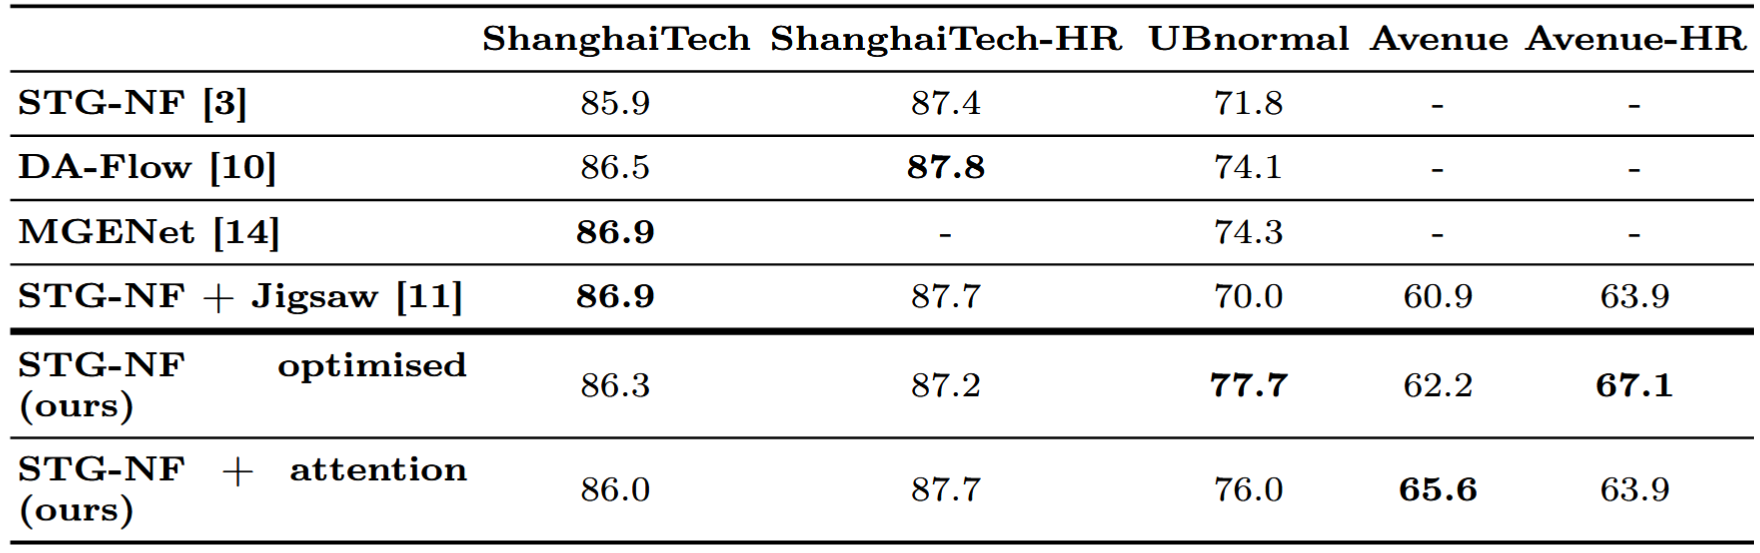 ShanghaiTech ShanghaiTech-HR UBnormal Avenue Avenue-HR
STG-NF [3] 85.9 87.4 71.8 - -
DA-Flow [10] 86.5 87.8 74.1 - -
MGENet [14] 86.9 - 74.3 - -
STG-NF + Jigsaw [11] 86.9 87.7 70.0 60.9 63.9
STG-NF optimised
(ours) 86.3 87.2 77.7 62.2 67.1
STG-NF + attention
(ours) 86.0 87.7 76.0 65.6 63.9